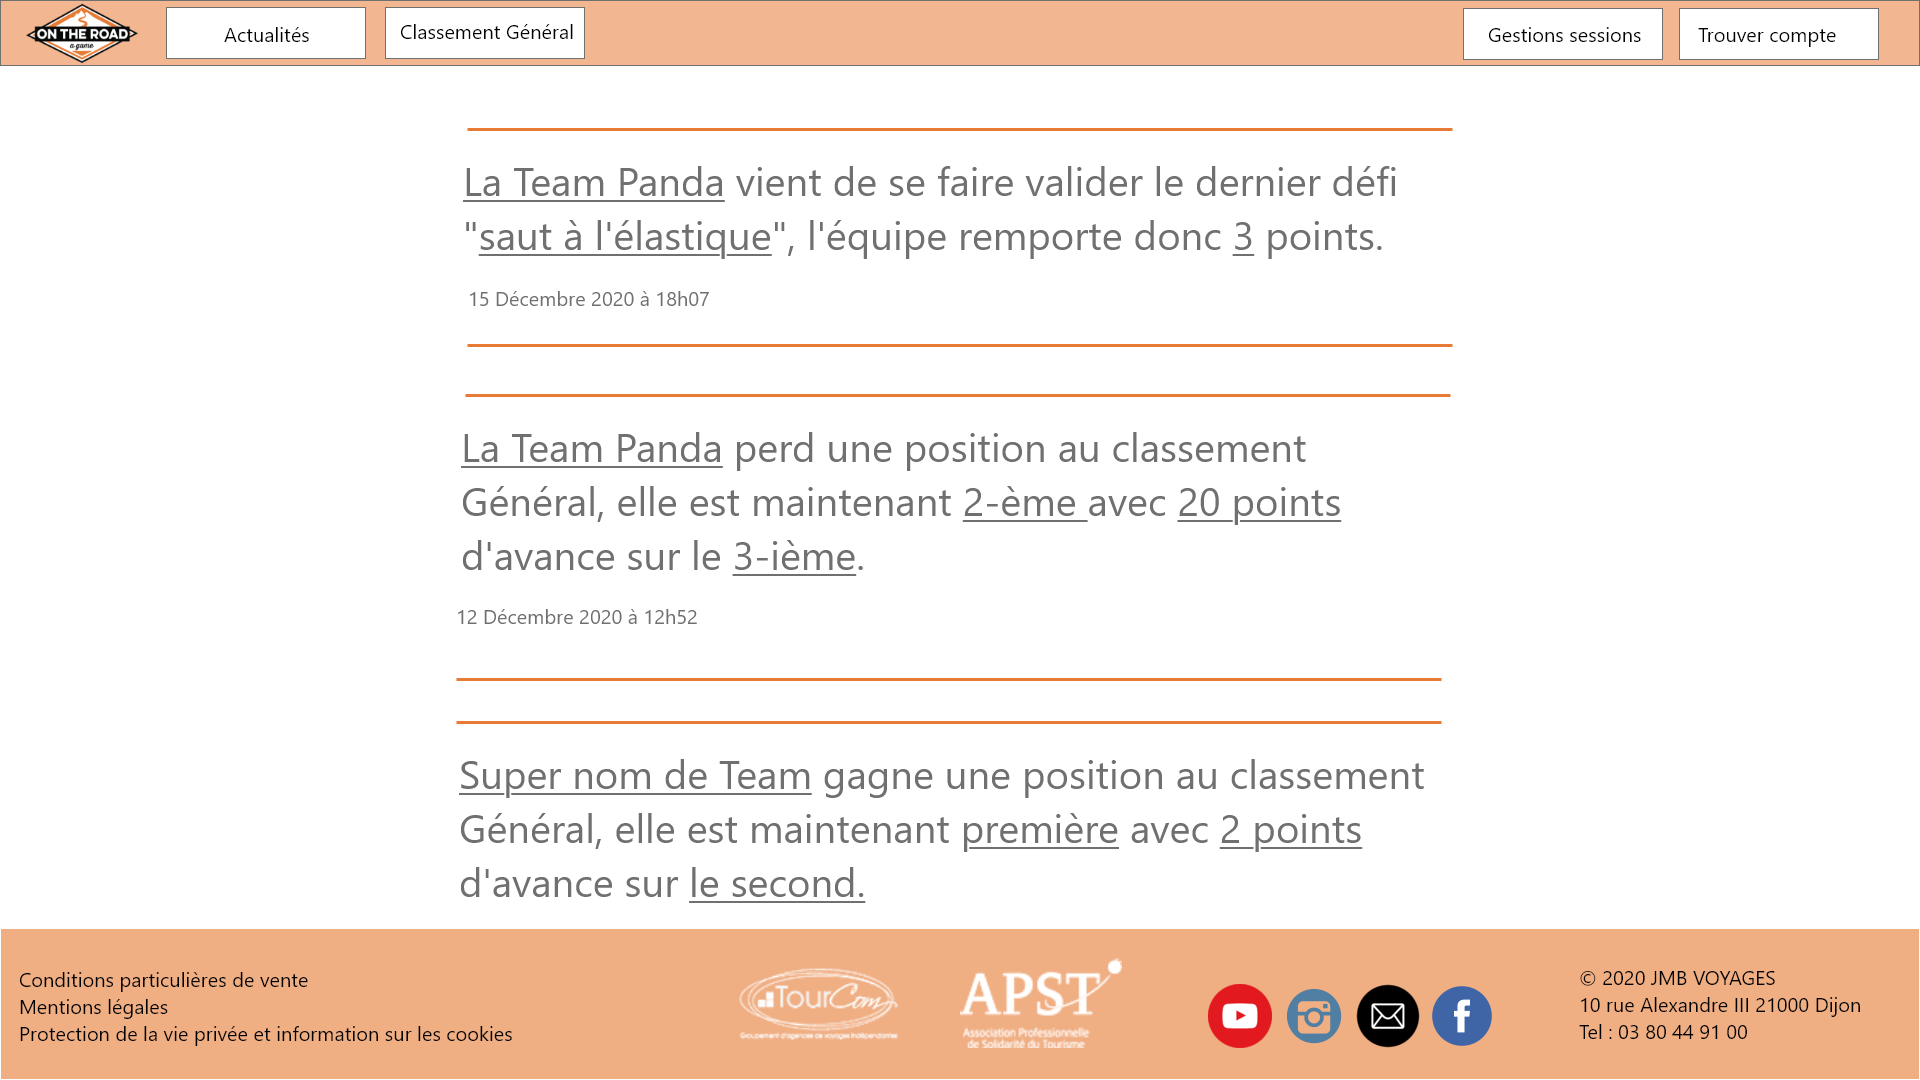 ON THE ROAD
a game
Actualités
Classement Général
Gestions sessions
Trouver compte
La Team Panda vient de se faire valider le dernier défi
"saut à l'élastique", l'équipe remporte donc 3 points.
15 Décembre 2020 à 18h07
La Team Panda perd une position au classement
Général, elle est maintenant 2-ème avec 20 points
d'avance sur le 3-ième.
12 Décembre 2020 à 12h52
Super nom de Team gagne une position au classement
Général, elle est maintenant première avec 2 points
d'avance sur le second.
Conditions particulières de vente
Mentions légales
Protection de la vie privée et information sur les cookies
TourCom
Groupement d'agences de voyages indépendantes
APST
Association Professionnelle
de Solidarité du Tourisme
© 2020 JMB VOYAGES
10 rue Alexandre III 21000 Dijon
Tel : 03 80 44 91 00